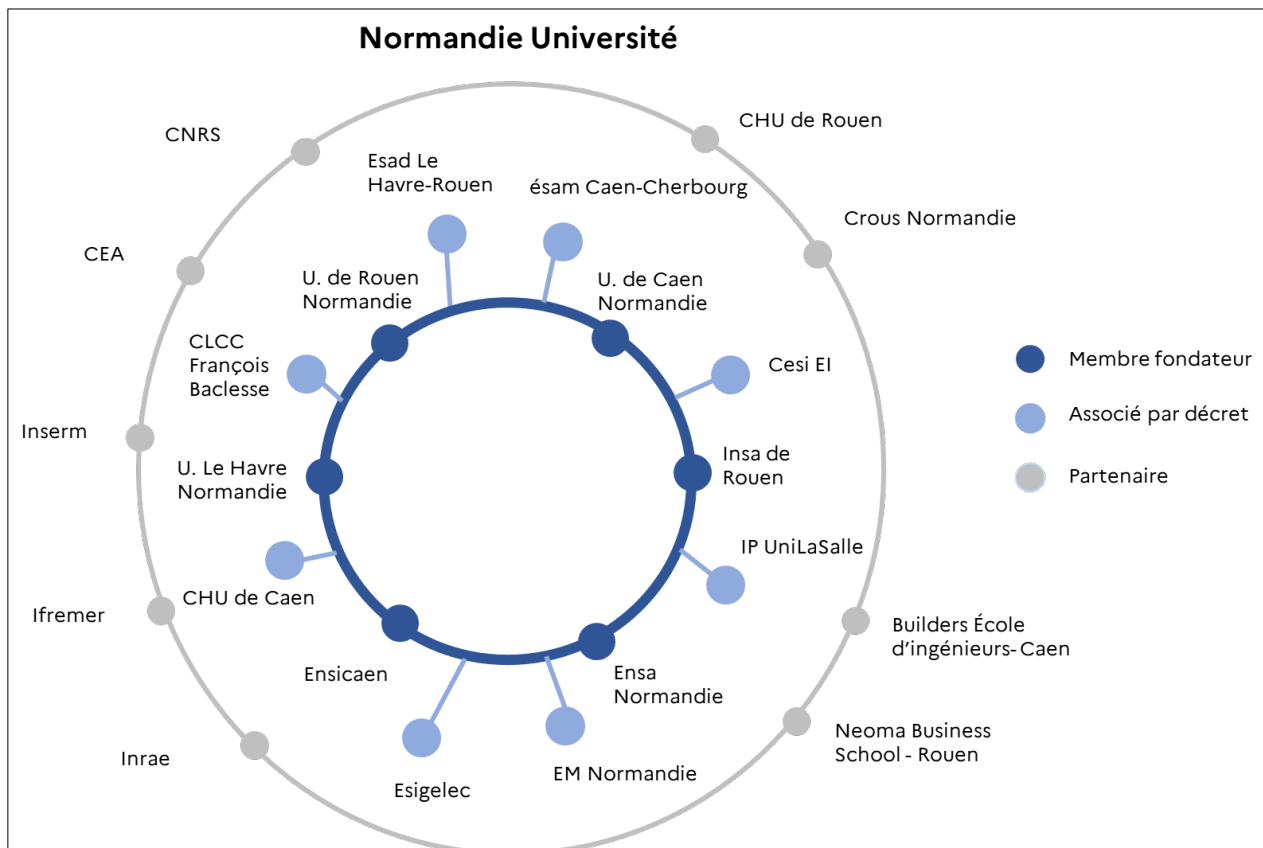 Normandie Université
CNRS
CHU de Rouen
Esad Le
Havre-Rouen
ésam Caen-Cherbourg
Crous Normandie
CEA
U. de Rouen
Normandie
U. de Caen
Normandie
CLCC
François
Baclesse
Cesi EI
Membre fondateur
Associé par décret
Inserm
U. Le Havre
Normandie
Insa de
Rouen
Partenaire
IP UniLaSalle
CHU de Caen
Ifremer
Builders École
d'ingénieurs- Caen
Ensicaen
Ensa
Normandie
Inrae
Neoma Business
School - Rouen
Esigelec
EM Normandie